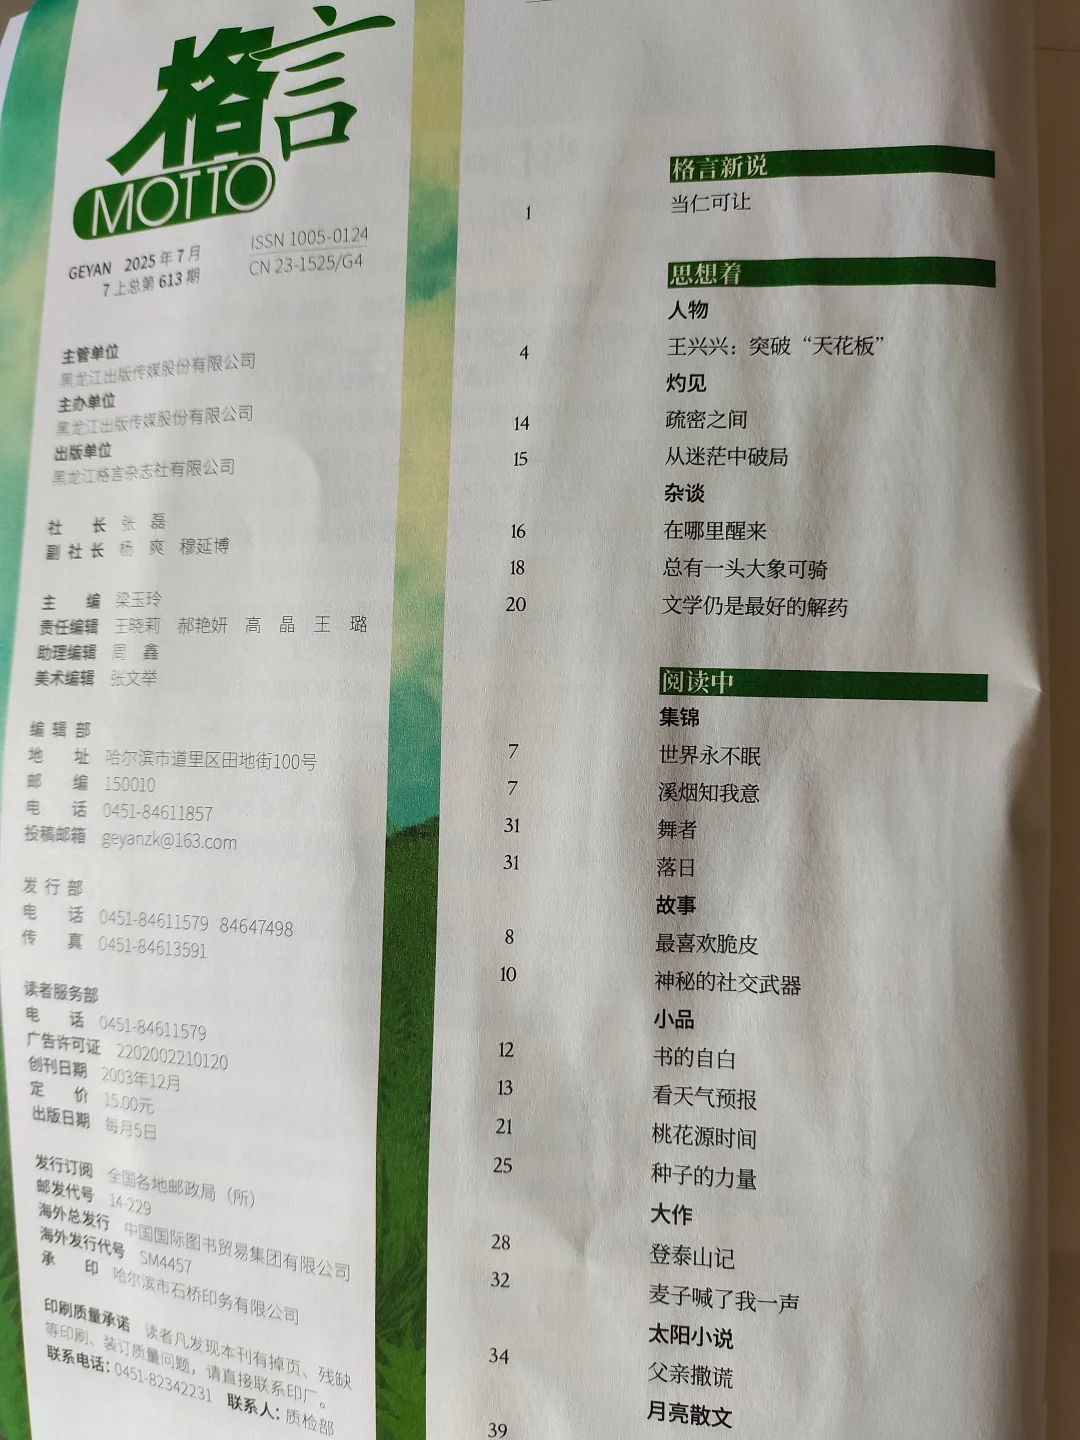 格言
MOTTO
GEYAN 2025年7月
7上总第613期
ISSN 1005-0124
CN 23-1525/G4
主管单位
黑龙江出版传媒股份有限公司
主办单位
黑龙江出版传媒股份有限公司
出版单位
黑龙江格言杂志社有限公司
社 长 张 磊
副 社 长 杨 爽 穆延博
主 编 梁玉玲
责任编辑 王晓莉 郝艳妍 高 晶 王 璐
助理编辑 周 鑫
美术编辑 张文举
编 辑 部
地 址 哈尔滨市道里区田地街100号
邮 编 150010
电 话 0451-84611857
投稿邮箱 geyanzk@163.com
发 行 部
电 话 0451-84611579 84647498
传 真 0451-84613591
读者服务部
电 话 0451-84611579
广告许可证 2202002210120
创刊日期 2003年12月
定 价 15.00元
出版日期 每月5日
发行订阅 全国各地邮政局（所）
邮发代号 14-229
海外总发行 中国国际图书贸易集团有限公司
海外发行代号 SM4457
承 印 哈尔滨市石桥印务有限公司
印刷质量承诺 读者凡发现本刊有掉页、残缺
等印刷、装订质量问题，请直接联系印厂。
联系电话：0451-82342231 联系人：质检部
格言新说
1 当仁可让
思想着
人物
4 王兴兴：突破“天花板”
灼见
14 疏密之间
15 从迷茫中破局
杂谈
16 在哪里醒来
18 总有一头大象可骑
20 文学仍是最好的解药
阅读中
集锦
7 世界永不眠
7 溪烟知我意
31 舞者
31 落日
故事
8 最喜欢脆皮
10 神秘的社交武器
小品
12 书的自白
13 看天气预报
21 桃花源时间
25 种子的力量
大作
28 登泰山记
32 麦子喊了我一声
太阳小说
34 父亲撒谎
月亮散文
39